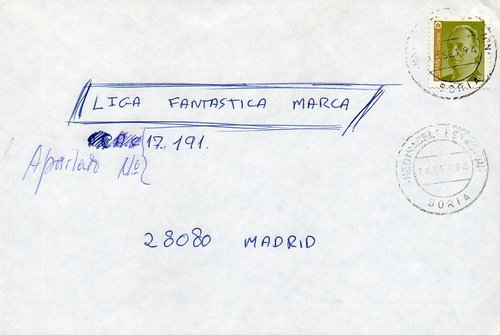 LIGA FANTASTICA MARCA
17.191.
Apartado Nº
28080 MADRID
SORIA
SORIA